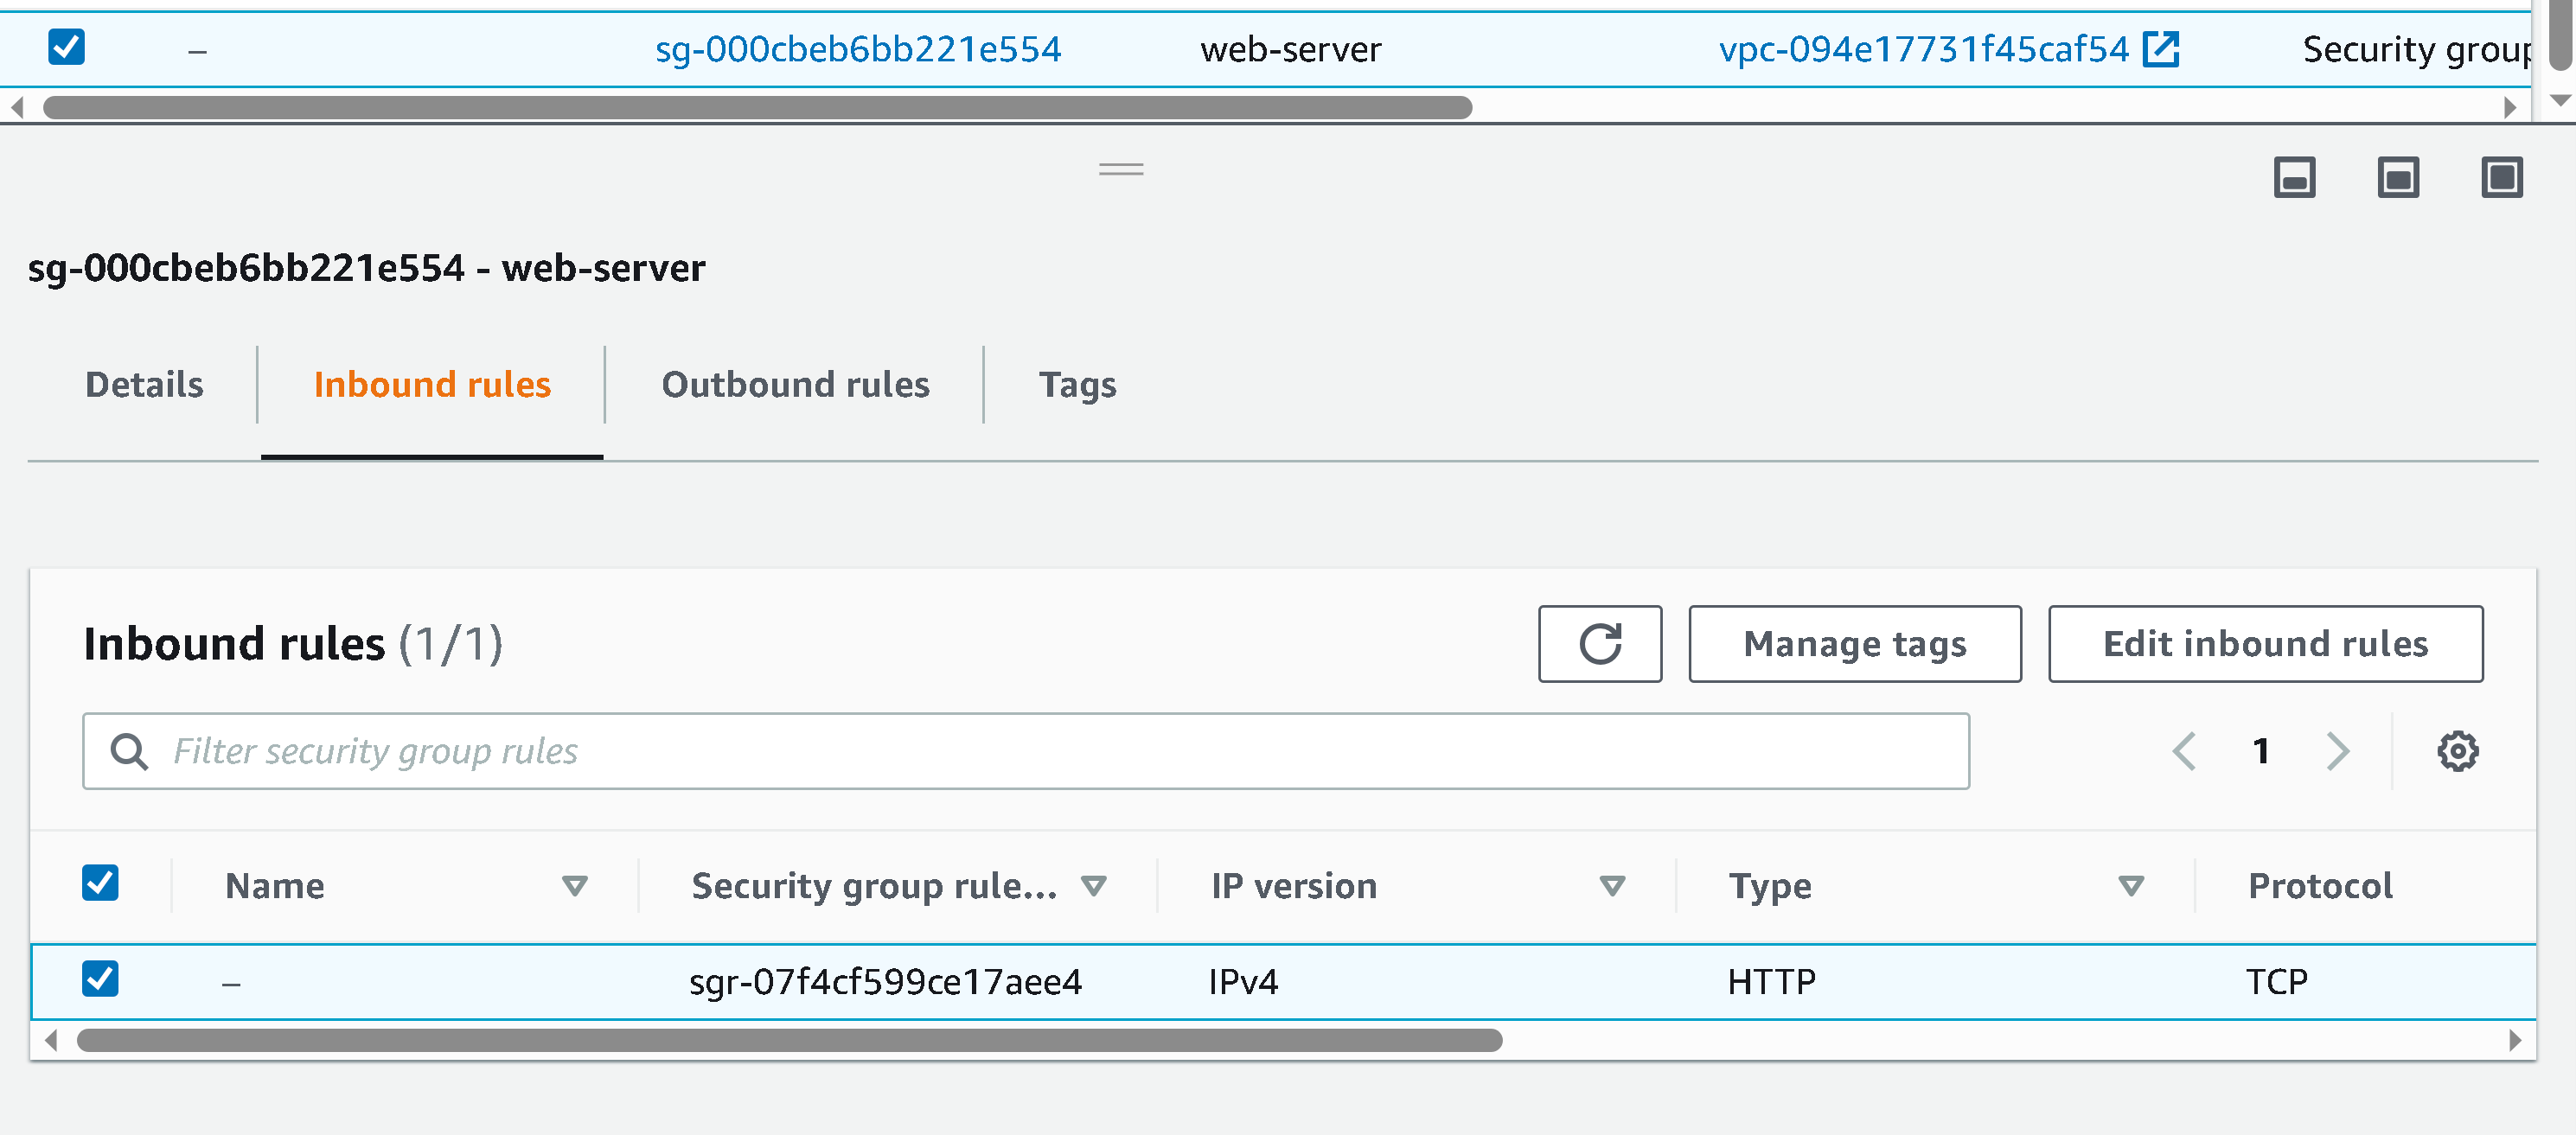 – sg-000cbeb6bb221e554 web-server vpc-094e17731f45caf54 Security group
sg-000cbeb6bb221e554 - web-server
Details Inbound rules Outbound rules Tags
Inbound rules (1/1) Manage tags Edit inbound rules
Filter security group rules 1
Name Security group rule... IP version Type Protocol
– sgr-07f4cf599ce17aee4 IPv4 HTTP TCP